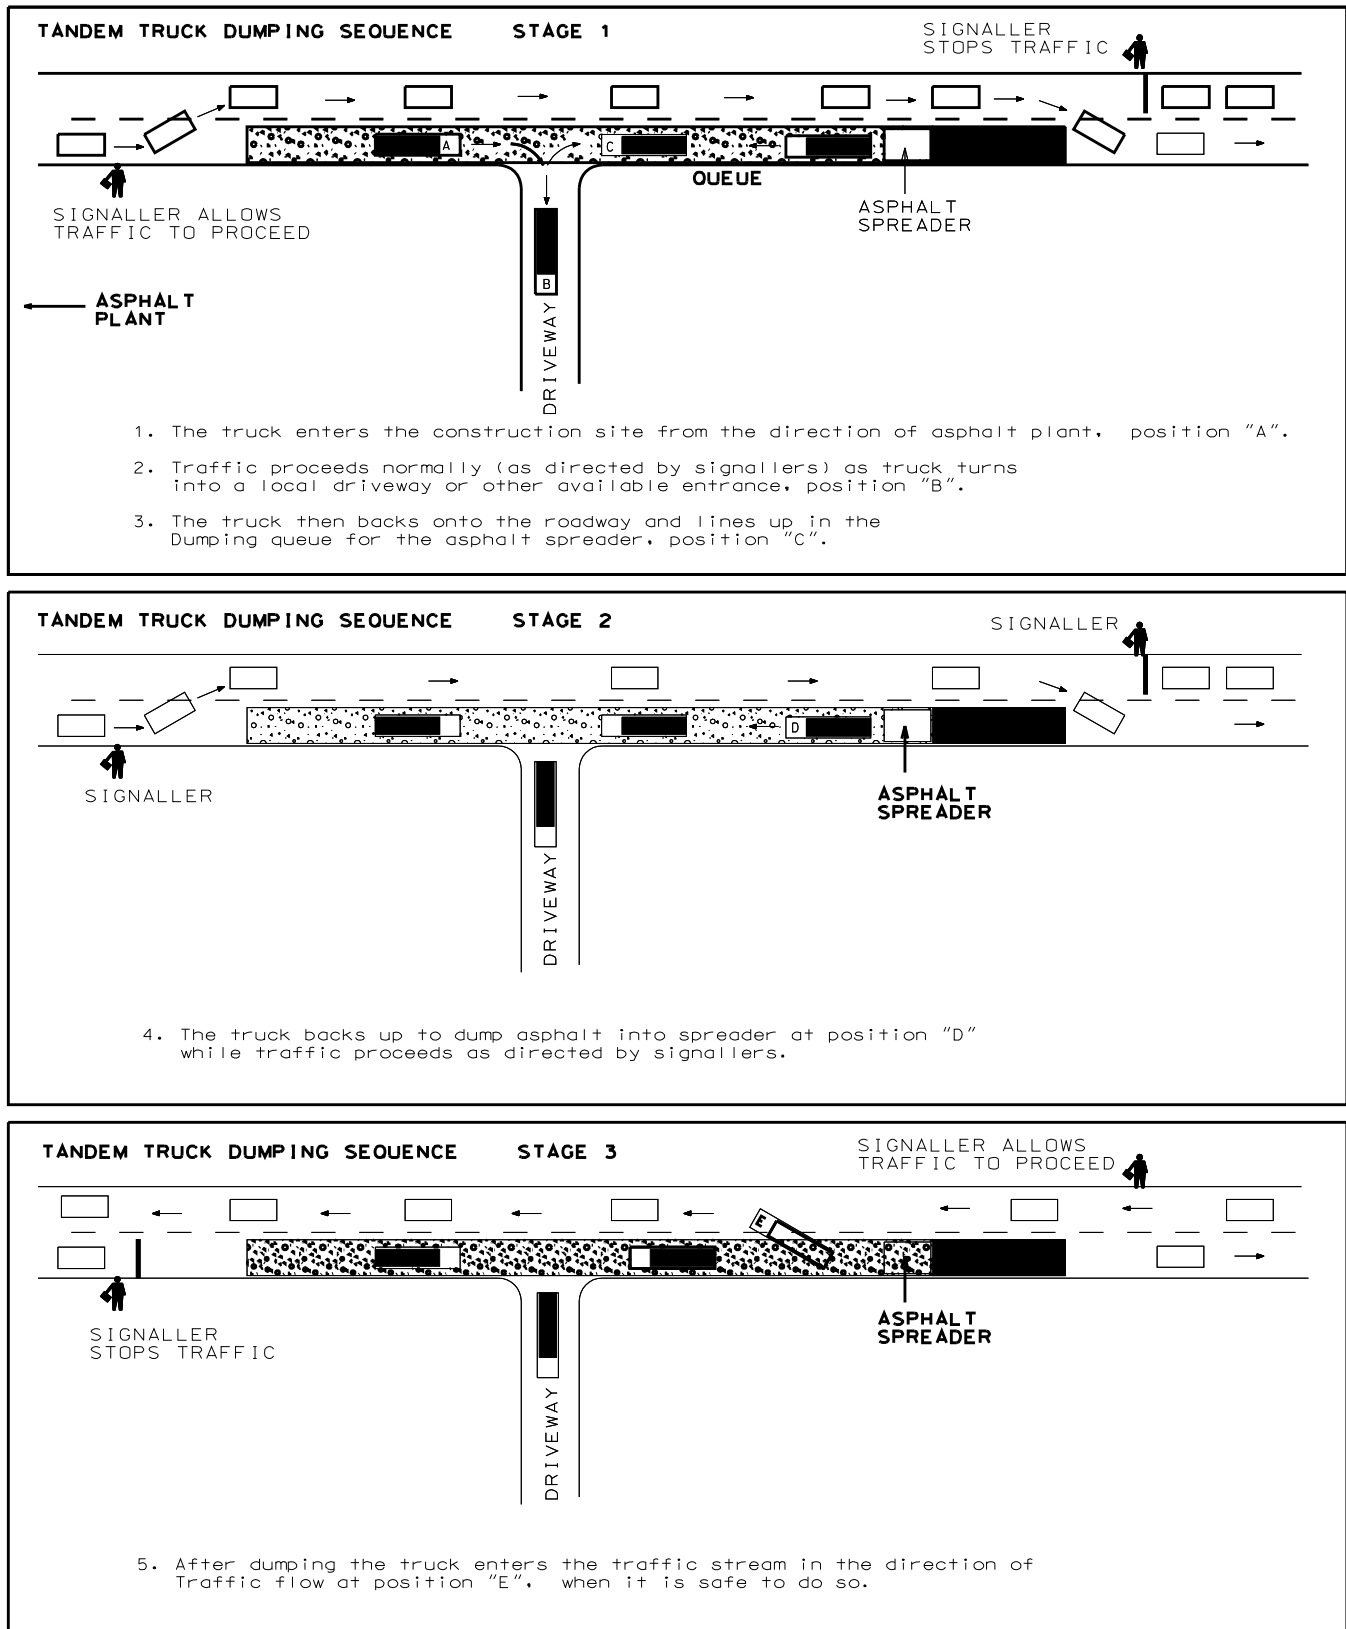 TANDEM TRUCK DUMPING SEQUENCE STAGE 1
SIGNALLER
STOPS TRAFFIC
A
C
QUEUE
SIGNALLER ALLOWS
TRAFFIC TO PROCEED
ASPHALT
SPREADER
B
ASPHALT
PLANT
DRIVEWAY
1. The truck enters the construction site from the direction of asphalt plant, position "A".
2. Traffic proceeds normally (as directed by signallers) as truck turns
into a local driveway or other available entrance, position "B".
3. The truck then backs onto the roadway and lines up in the
Dumping queue for the asphalt spreader, position "C".
TANDEM TRUCK DUMPING SEQUENCE STAGE 2
SIGNALLER
D
SIGNALLER
ASPHALT
SPREADER
DRIVEWAY
4. The truck backs up to dump asphalt into spreader at position "D"
while traffic proceeds as directed by signallers.
TANDEM TRUCK DUMPING SEQUENCE STAGE 3
SIGNALLER ALLOWS
TRAFFIC TO PROCEED
E
SIGNALLER
STOPS TRAFFIC
ASPHALT
SPREADER
DRIVEWAY
5. After dumping the truck enters the traffic stream in the direction of
Traffic flow at position "E", when it is safe to do so.